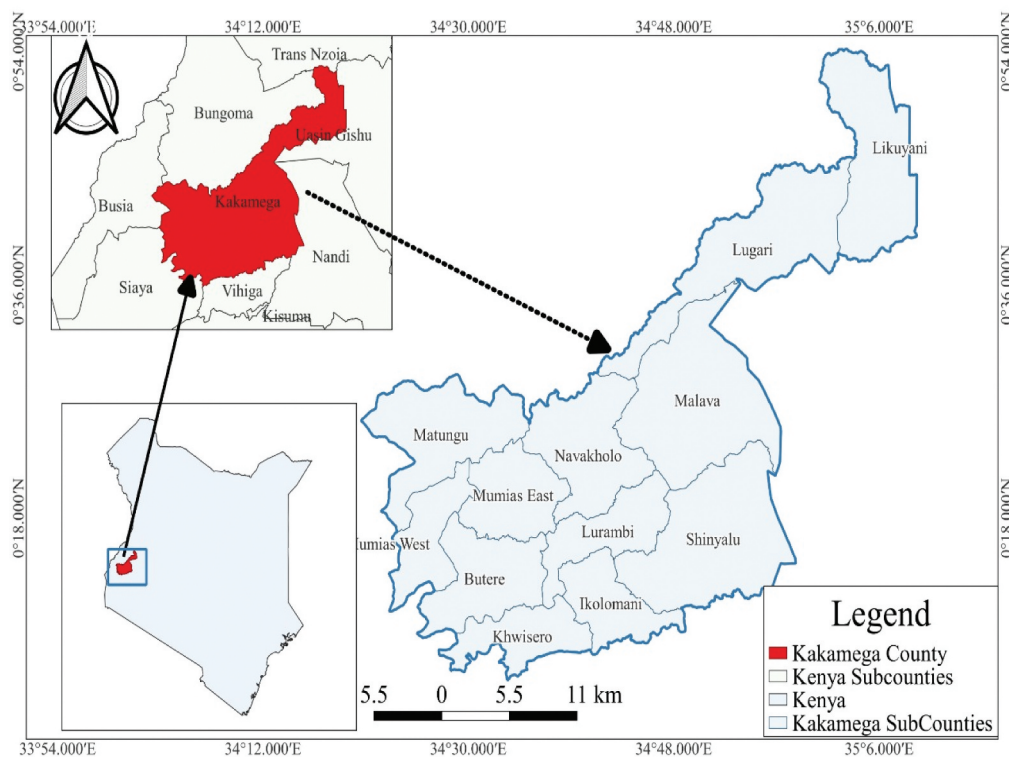 33°54.000'E 34°12.000'E 34°30.000'E 34°48.000'E 35°6.000'E
0°54.000'N
0°36.000'N
0°18.000'N
0°54.000'N
0°36.000'N
0°18.000'N
Trans Nzoia
Bungoma
Uasin Gishu
Kakamega
Busia
Nandi
Siaya
Vihiga
Kisumu
Likuyani
Lugari
Malava
Matungu
Navakholo
Mumias East
Lurambi
Mumias West
Shinyalu
Butere
Ikolomani
Khwisero
Legend
Kakamega County
Kenya Subcounties
Kenya
Kakamega SubCounties
5.5 0 5.5 11 km
33°54.000'E 34°12.000'E 34°30.000'E 34°48.000'E 35°6.000'E